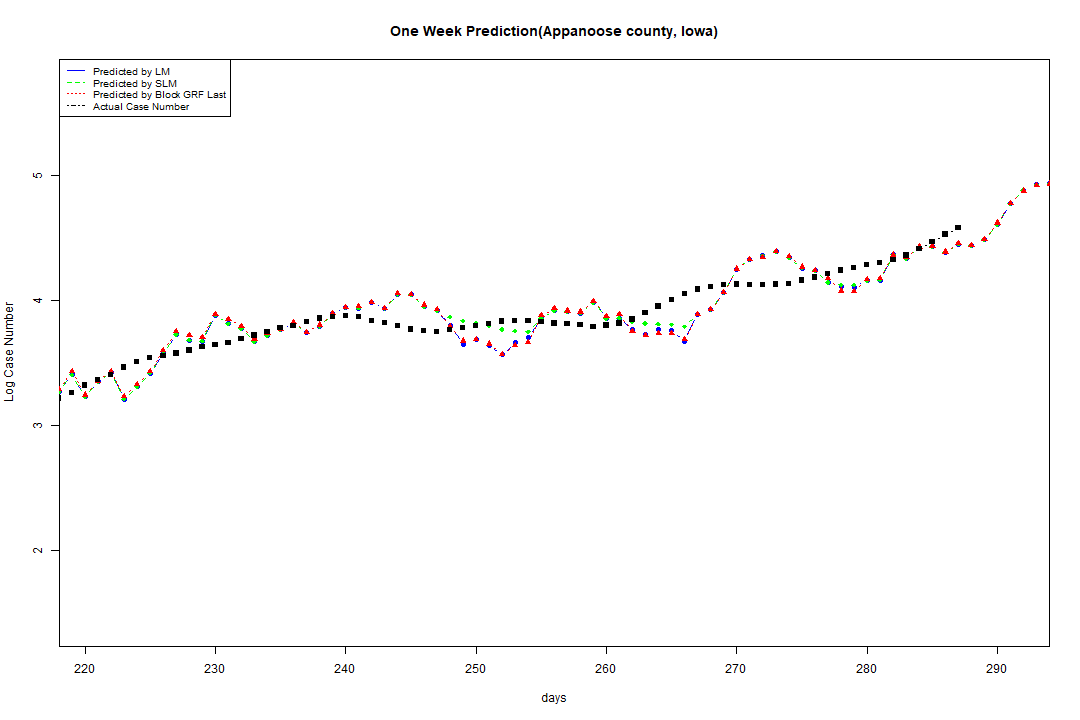 One Week Prediction(Appanoose county, Iowa)
Predicted by LM
Predicted by SLM
Predicted by Block GRF Last
Actual Case Number
5
4
3
2
Log Case Number
220 230 240 250 260 270 280 290
days